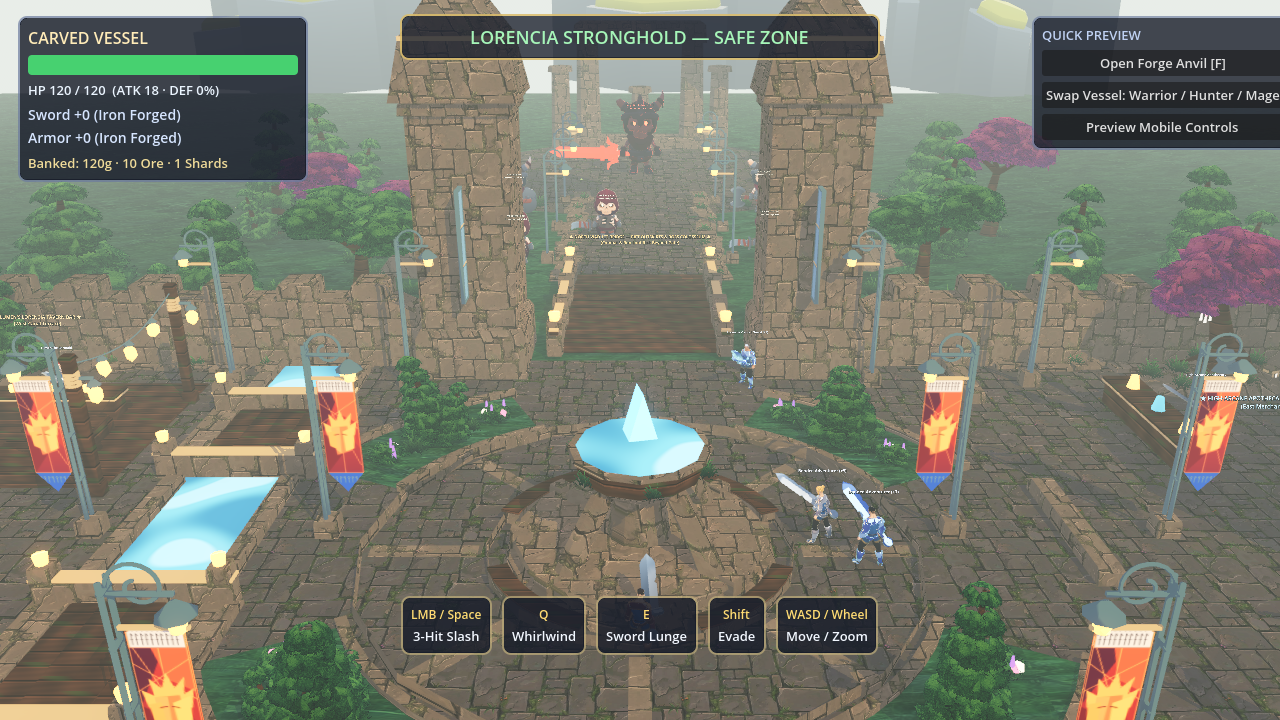 CARVED VESSEL
HP 120 / 120 (ATK 18 · DEF 0%)
Sword +0 (Iron Forged)
Armor +0 (Iron Forged)
Banked: 120g · 10 Ore · 1 Shards
LORENCIA STRONGHOLD — SAFE ZONE
QUICK PREVIEW
Open Forge Anvil [F]
Swap Vessel: Warrior / Hunter / Mage
Preview Mobile Controls
LMB / Space
3-Hit Slash
Q
Whirlwind
E
Sword Lunge
Shift
Evade
WASD / Wheel
Move / Zoom